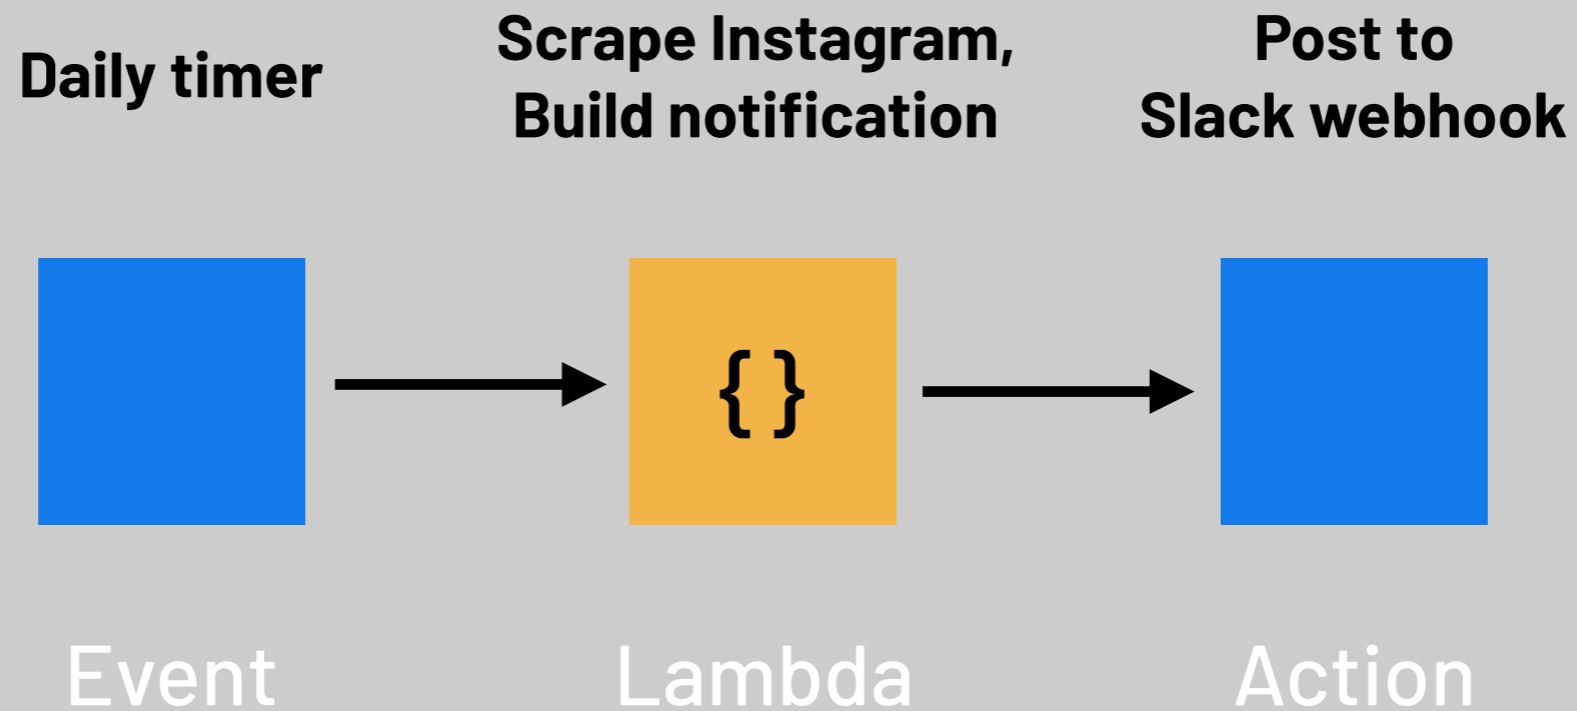 Daily timer
Scrape Instagram,
Build notification
Post to
Slack webhook
{ }
Event
Lambda
Action